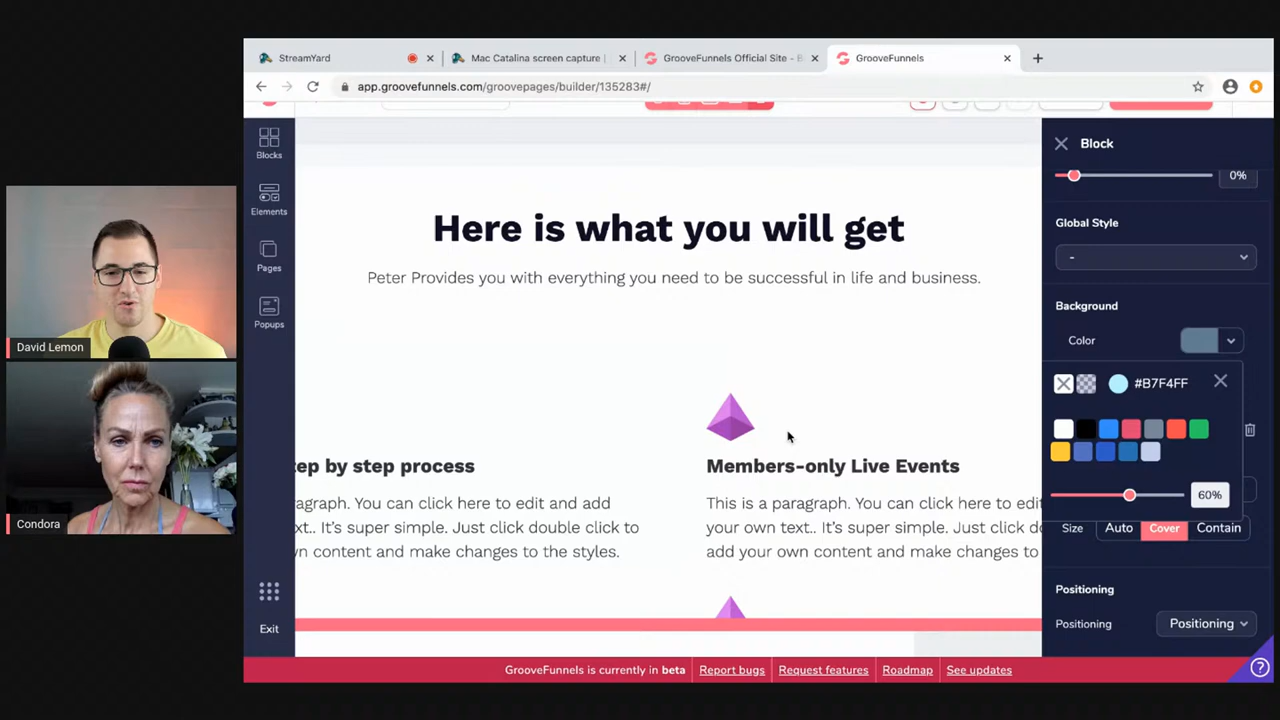 StreamYard
Mac Catalina screen capture |
GrooveFunnels Official Site - B
GrooveFunnels
app.groovefunnels.com/groovepages/builder/135283#/
Blocks
Elements
Pages
Popups
Exit
Here is what you will get
Peter Provides you with everything you need to be successful in life and business.
tep by step process
ragraph. You can click here to edit and add
xt.. It's super simple. Just click double click to
wn content and make changes to the styles.
Members-only Live Events
This is a paragraph. You can click here to edi
your own text.. It's super simple. Just click d
add your own content and make changes to
Block
0%
Global Style
-
Background
Color
#B7F4FF
60%
Size Auto Cover Contain
Positioning
Positioning Positioning
GrooveFunnels is currently in beta Report bugs Request features Roadmap See updates
David Lemon
Condora